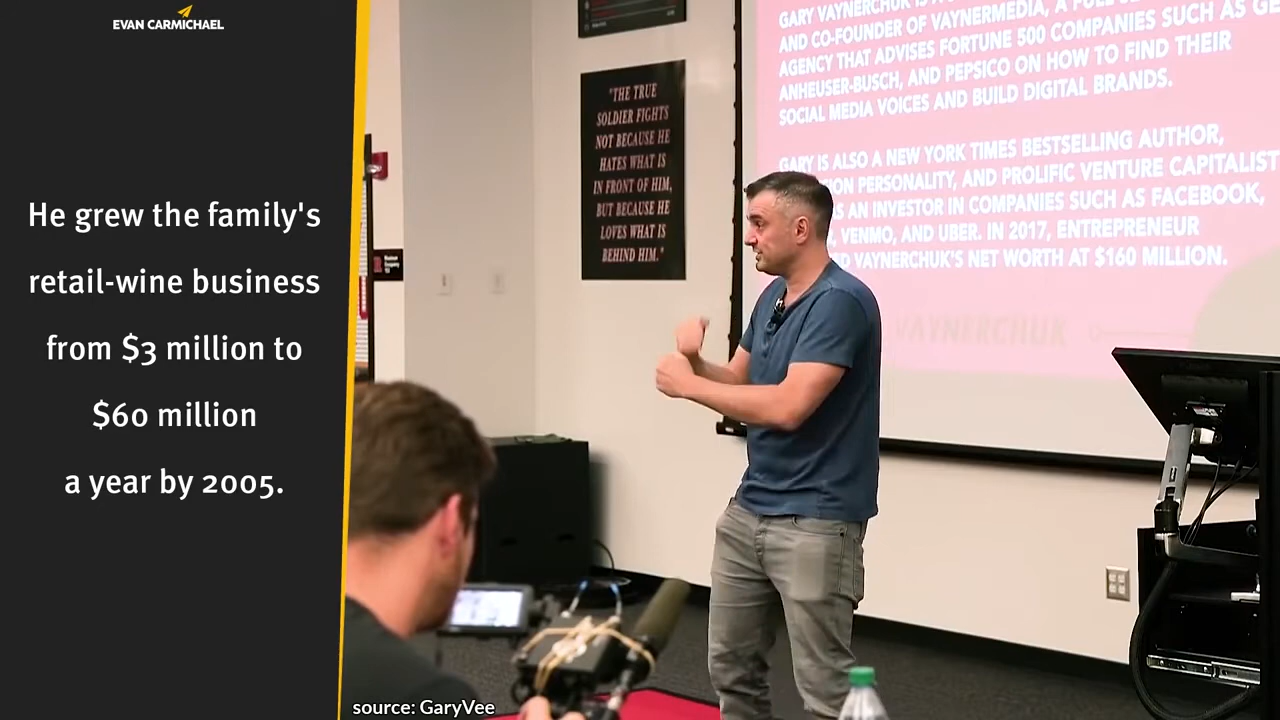 EVAN CARMICHAEL
He grew the family's
retail-wine business
from $3 million to
$60 million
a year by 2005.
"THE TRUE
SOLDIER FIGHTS
NOT BECAUSE HE
HATES WHAT IS
IN FRONT OF HIM,
BUT BECAUSE HE
LOVES WHAT IS
BEHIND HIM."
GARY VAYNERCHUK IS A
AND CO-FOUNDER OF VAYNERMEDIA, A FULL
AGENCY THAT ADVISES FORTUNE 500 COMPANIES SUCH AS GE
ANHEUSER-BUSCH, AND PEPSICO ON HOW TO FIND THEIR
SOCIAL MEDIA VOICES AND BUILD DIGITAL BRANDS.
GARY IS ALSO A NEW YORK TIMES BESTSELLING AUTHOR,
PERSONALITY, AND PROLIFIC VENTURE CAPITALIST
AS AN INVESTOR IN COMPANIES SUCH AS FACEBOOK,
VENMO, AND UBER. IN 2017, ENTREPRENEUR
VAYNERCHUK'S NET WORTH AT $160 MILLION.
VAYNERCHUK
source: GaryVee